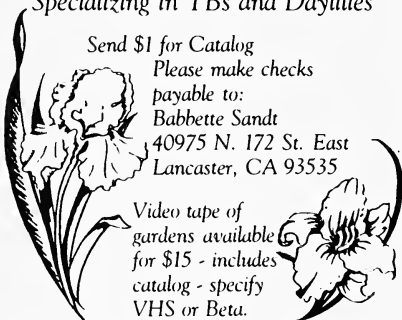 Specializing in TBs and Daylilies
Send $1 for Catalog
Please make checks
payable to:
Babbette Sandt
40975 N. 172 St. East
Lancaster, CA 93535
Video tape of
gardens available
for $15 - includes
catalog - specify
VHS or Beta.